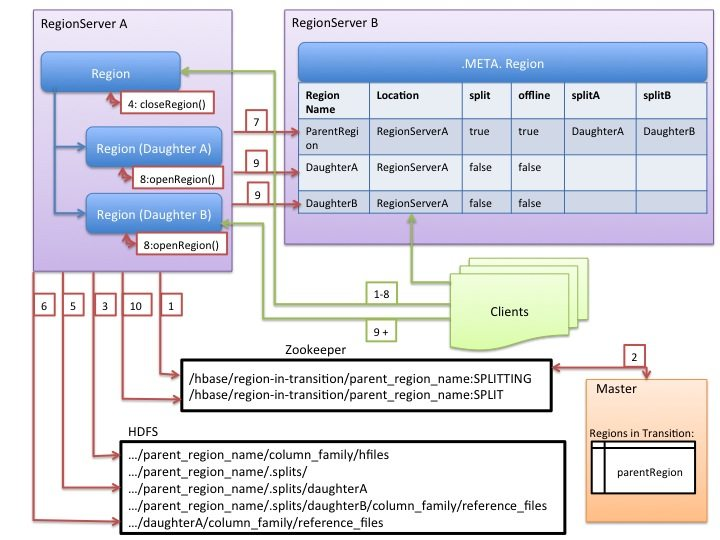 RegionServer A
Region
4: closeRegion()
Region (Daughter A)
8:openRegion()
Region (Daughter B)
8:openRegion()
7
9
9
RegionServer B
.META. Region
Region Name Location split offline splitA splitB
ParentRegi
on RegionServerA true true DaughterA DaughterB
DaughterA RegionServerA false false
DaughterB RegionServerA false false
6 5 3 10 1
1-8
9 +
Clients
Zookeeper
/hbase/region-in-transition/parent_region_name:SPLITTING
/hbase/region-in-transition/parent_region_name:SPLIT
2
Master
Regions in Transition:
parentRegion
HDFS
.../parent_region_name/column_family/hfiles
.../parent_region_name/.splits/
.../parent_region_name/.splits/daughterA
.../parent_region_name/.splits/daughterB/column_family/reference_files
.../daughterA/column_family/reference_files